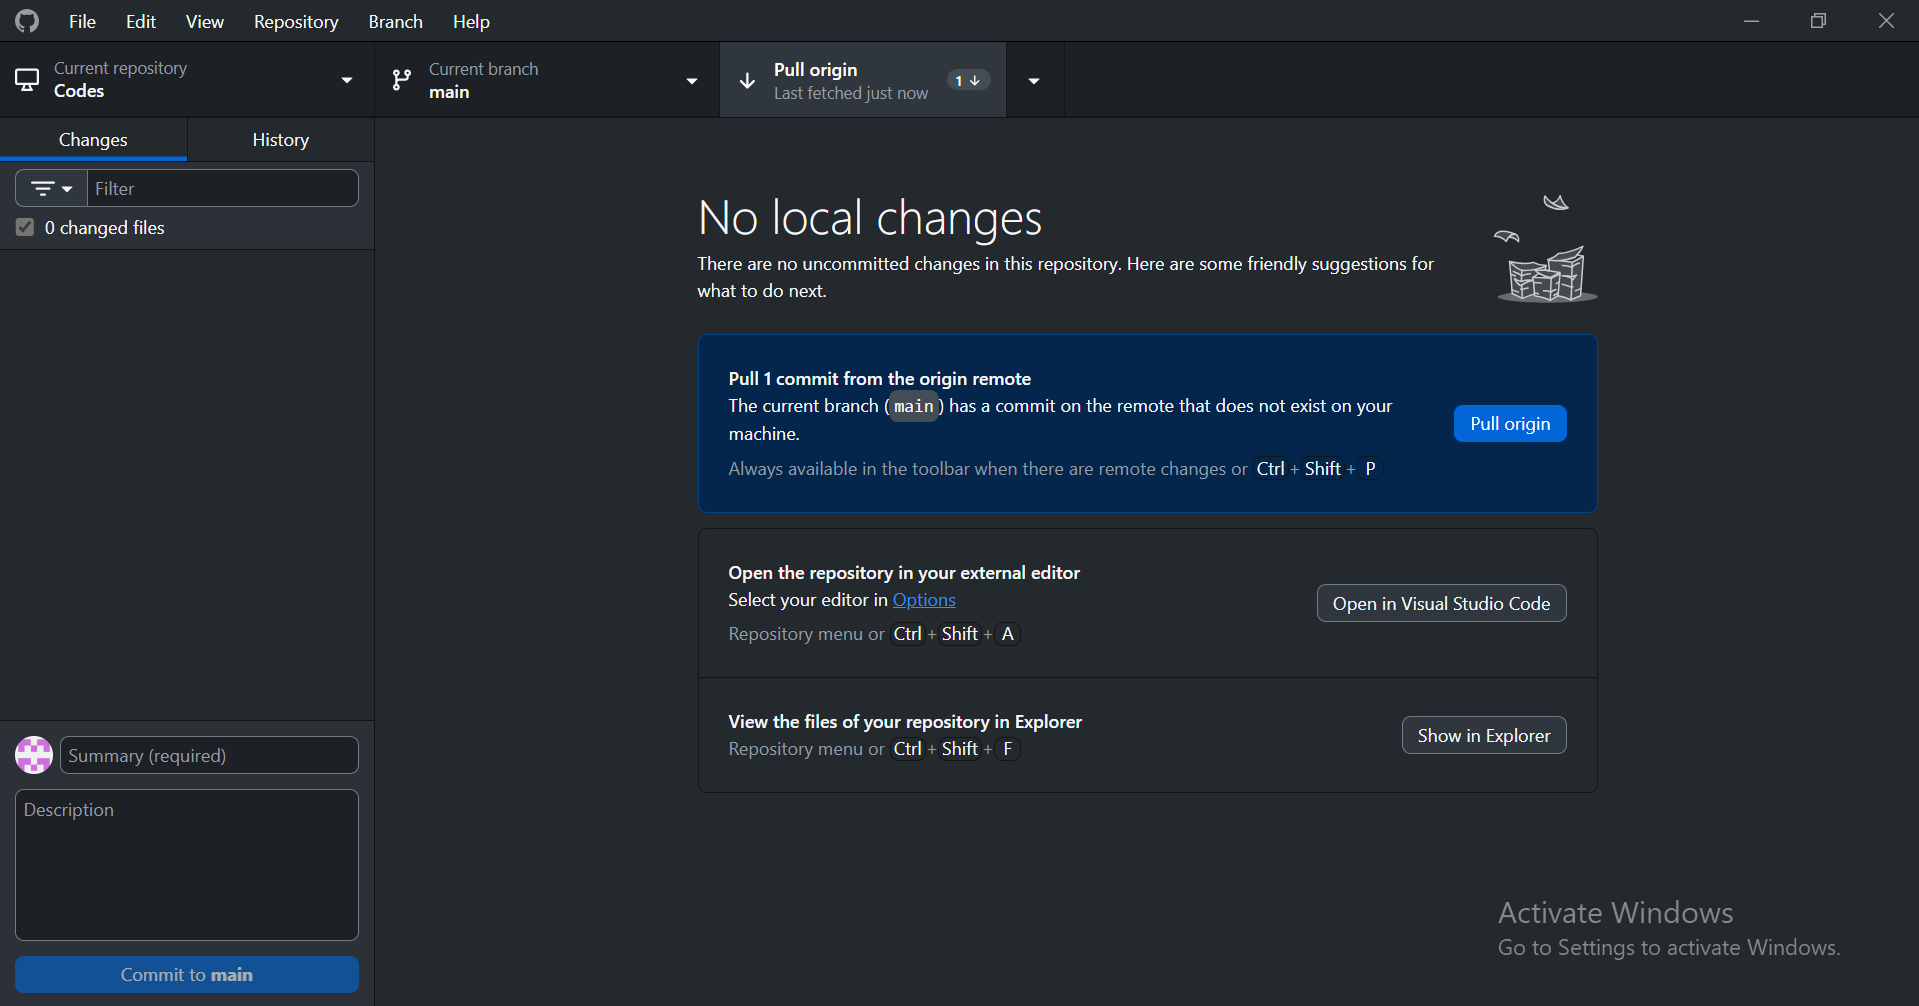 File Edit View Repository Branch Help
Current repository
Codes
Current branch
main
Pull origin
Last fetched just now
1
Changes
History
Filter
0 changed files
No local changes
There are no uncommitted changes in this repository. Here are some friendly suggestions for
what to do next.
Pull 1 commit from the origin remote
The current branch (main) has a commit on the remote that does not exist on your
machine.
Always available in the toolbar when there are remote changes or Ctrl + Shift + P
Pull origin
Open the repository in your external editor
Select your editor in Options
Repository menu or Ctrl + Shift + A
Open in Visual Studio Code
View the files of your repository in Explorer
Repository menu or Ctrl + Shift + F
Show in Explorer
Summary (required)
Description
Commit to main
Activate Windows
Go to Settings to activate Windows.